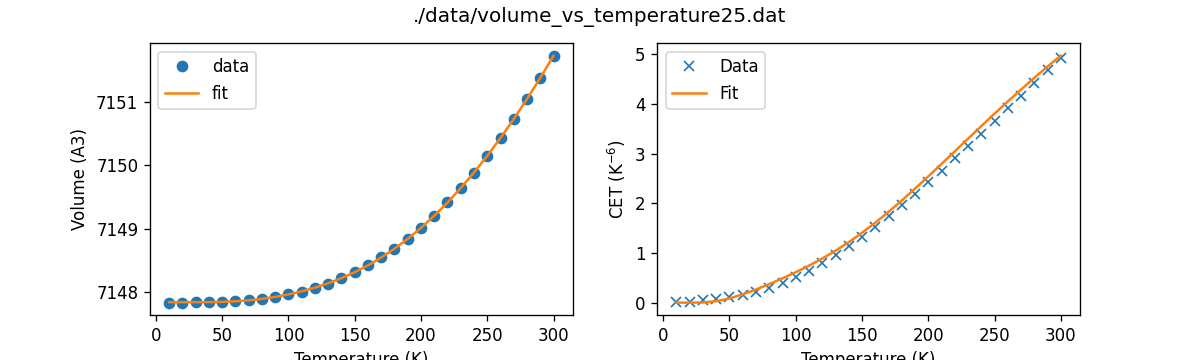 ./data/volume_vs_temperature25.dat
data
fit
Volume (A3)
7151
7150
7149
7148
0 50 100 150 200 250 300
Temperature (K)
Data
Fit
CET (K⁻⁶)
5
4
3
2
1
0
0 50 100 150 200 250 300
Temperature (K)